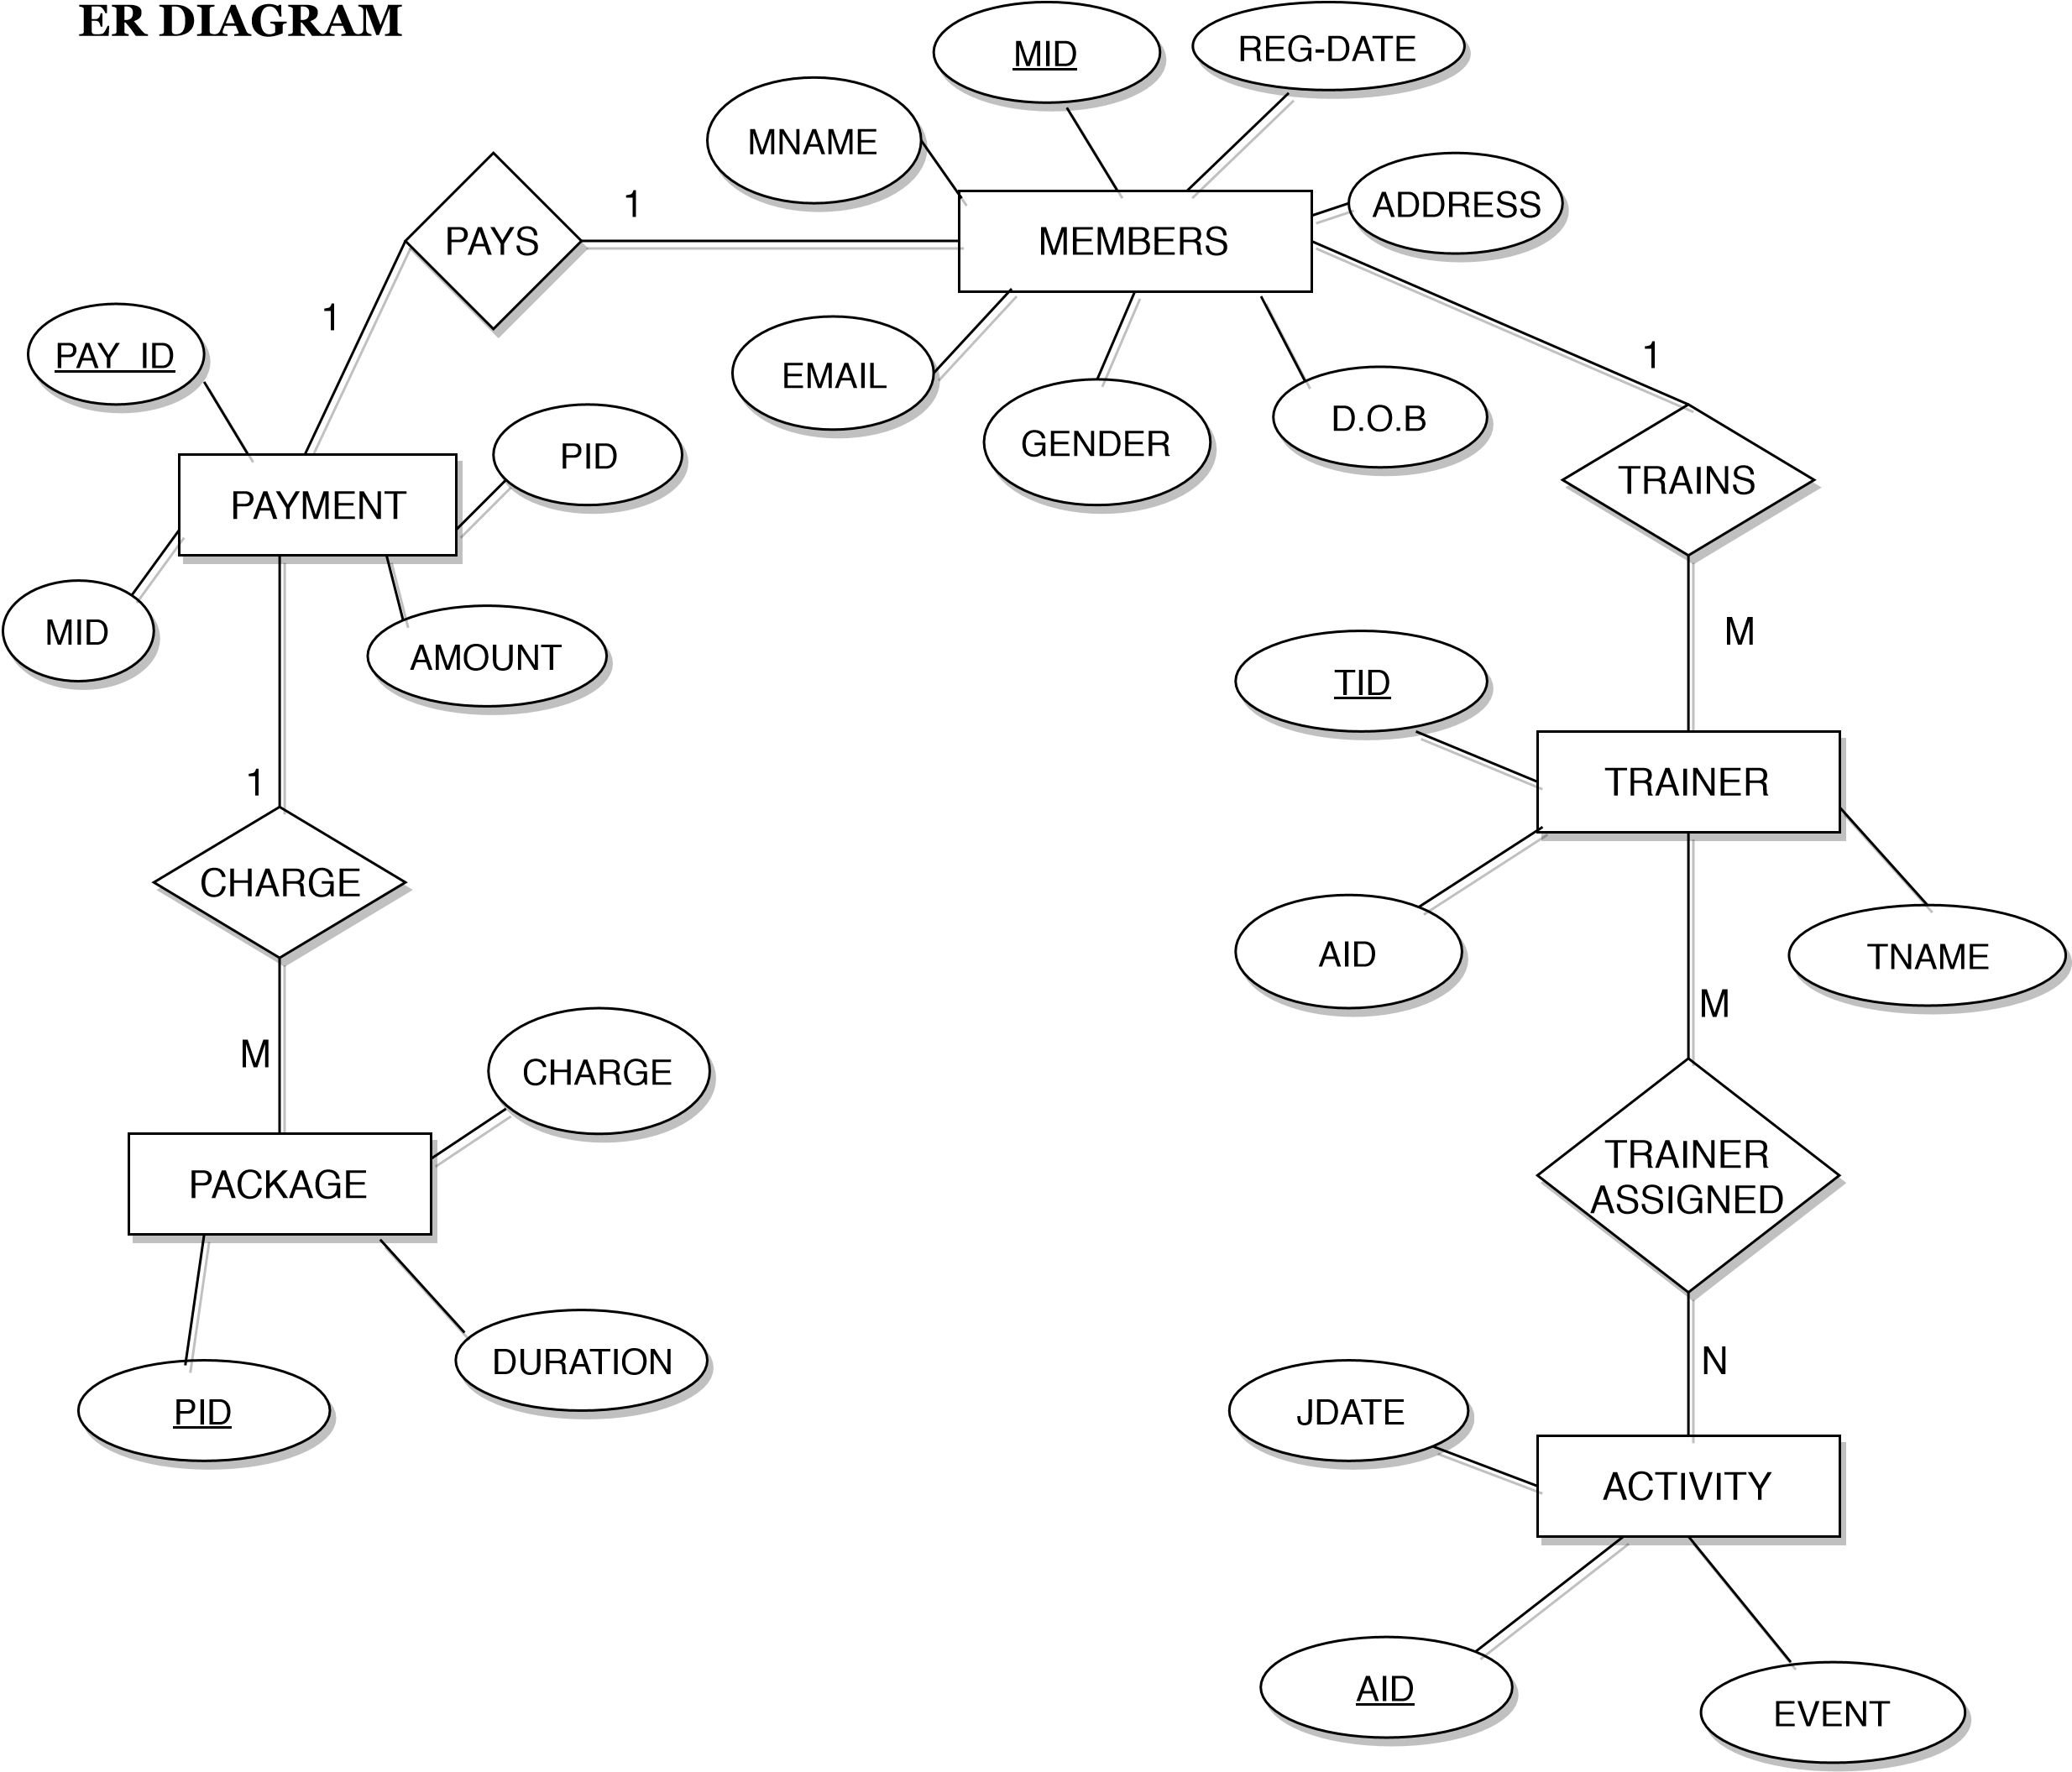 ER DIAGRAM
MID
REG-DATE
MNAME
ADDRESS
1
PAYS
MEMBERS
1
PAY_ID
EMAIL
GENDER
D.O.B
1
PID
TRAINS
PAYMENT
MID
AMOUNT
M
TID
1
TRAINER
CHARGE
AID
TNAME
M
M
CHARGE
PACKAGE
TRAINER
ASSIGNED
DURATION
N
PID
JDATE
ACTIVITY
AID
EVENT